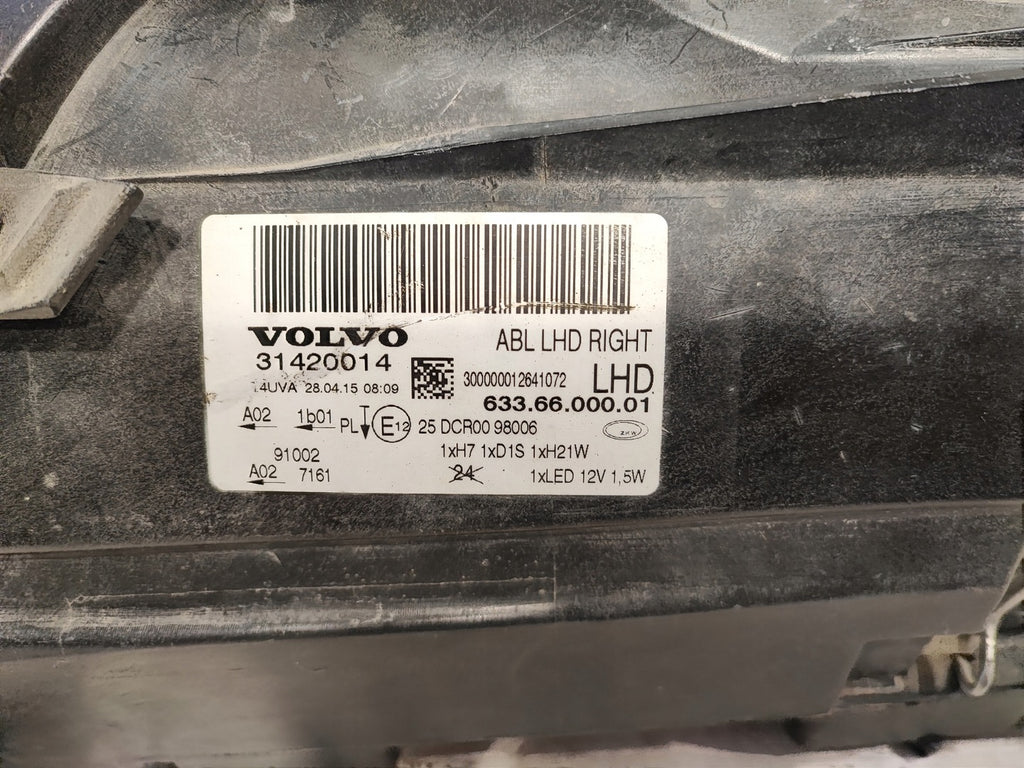 VOLVO ABL LHD RIGHT
31420014
14UVA 28.04.15 08:09 300000012641072 LHD
633.66.000.01
A02 1b01 PL E12 25 DCR00 98006 ZKW
91002 1xH7 1xD1S 1xH21W
A02 7161 24 1xLED 12V 1,5W